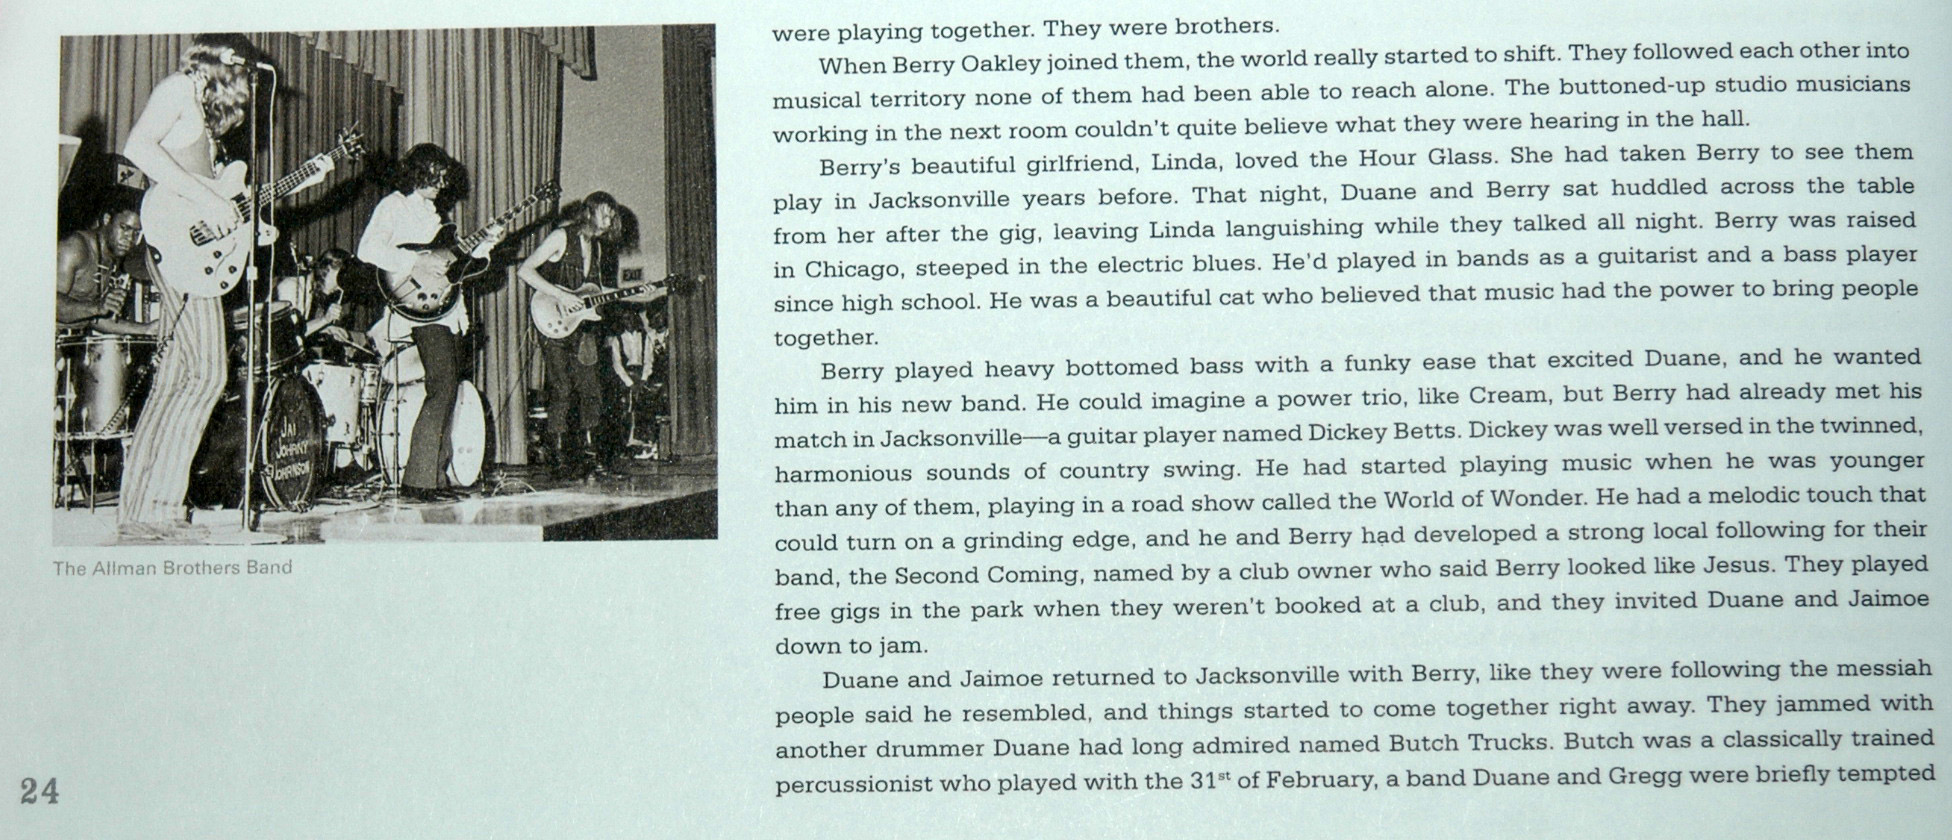 EXIT
JAI
JOHNNY
JOHNSON
The Allman Brothers Band
were playing together. They were brothers.
When Berry Oakley joined them, the world really started to shift. They followed each other into
musical territory none of them had been able to reach alone. The buttoned-up studio musicians
working in the next room couldn't quite believe what they were hearing in the hall.
Berry's beautiful girlfriend, Linda, loved the Hour Glass. She had taken Berry to see them
play in Jacksonville years before. That night, Duane and Berry sat huddled across the table
from her after the gig, leaving Linda languishing while they talked all night. Berry was raised
in Chicago, steeped in the electric blues. He'd played in bands as a guitarist and a bass player
since high school. He was a beautiful cat who believed that music had the power to bring people
together.
Berry played heavy bottomed bass with a funky ease that excited Duane, and he wanted
him in his new band. He could imagine a power trio, like Cream, but Berry had already met his
match in Jacksonville—a guitar player named Dickey Betts. Dickey was well versed in the twinned,
harmonious sounds of country swing. He had started playing music when he was younger
than any of them, playing in a road show called the World of Wonder. He had a melodic touch that
could turn on a grinding edge, and he and Berry had developed a strong local following for their
band, the Second Coming, named by a club owner who said Berry looked like Jesus. They played
free gigs in the park when they weren't booked at a club, and they invited Duane and Jaimoe
down to jam.
Duane and Jaimoe returned to Jacksonville with Berry, like they were following the messiah
people said he resembled, and things started to come together right away. They jammed with
another drummer Duane had long admired named Butch Trucks. Butch was a classically trained
percussionist who played with the 31st of February, a band Duane and Gregg were briefly tempted
24